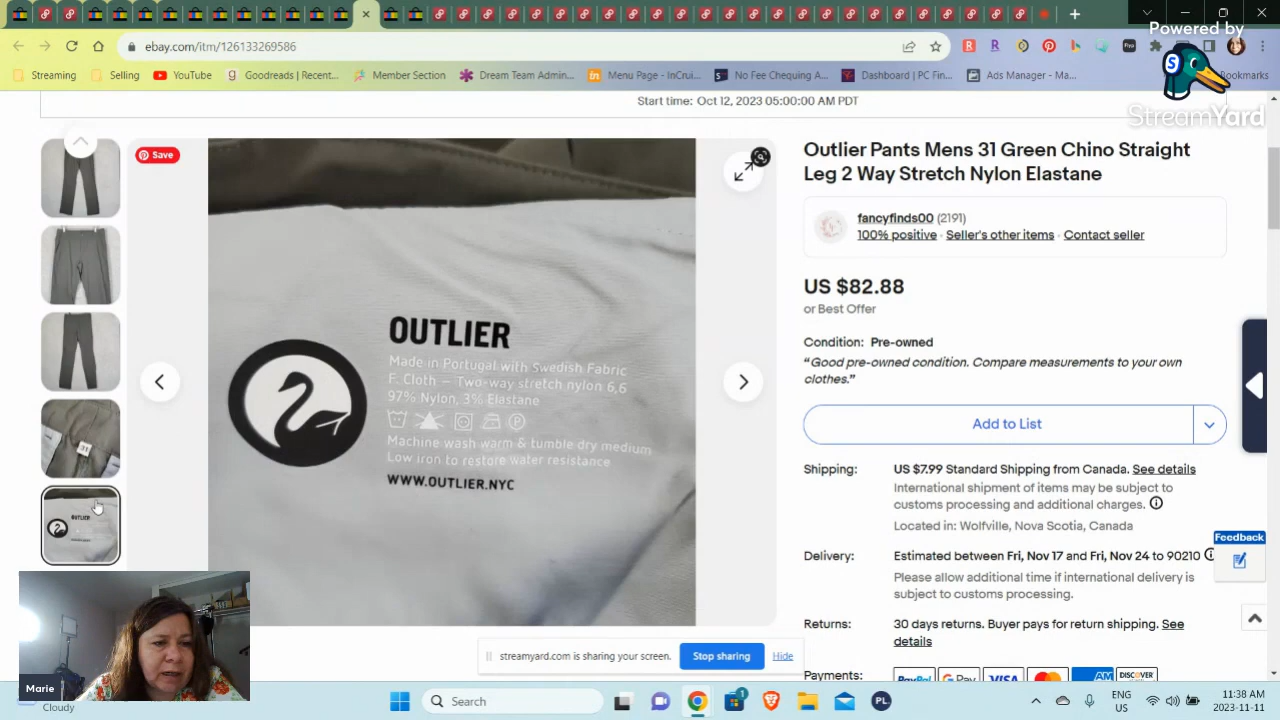 Powered by
StreamYard
ebay.com/itm/126133269586
Streaming
Selling
YouTube
Goodreads | Recent...
Member Section
Dream Team Admin...
Menu Page - InCrui...
No Fee Chequing A...
Dashboard | PC Fin...
Ads Manager - Ma...
Bookmarks
Start time: Oct 12, 2023 05:00:00 AM PDT
Save
31
OUTLIER
OUTLIER
Made in Portugal with Swedish Fabric
F. Cloth – Two-way stretch nylon 6,6
97% Nylon, 3% Elastane
Machine wash warm & tumble dry medium
Low iron to restore water resistance
WWW.OUTLIER.NYC
Outlier Pants Mens 31 Green Chino Straight
Leg 2 Way Stretch Nylon Elastane
fancyfinds00 (2191)
100% positive · Seller's other items · Contact seller
US $82.88
or Best Offer
Condition: Pre-owned
“Good pre-owned condition. Compare measurements to your own
clothes.”
Add to List
Shipping: US $7.99 Standard Shipping from Canada. See details
International shipment of items may be subject to
customs processing and additional charges.
Located in: Wolfville, Nova Scotia, Canada
Feedback
Delivery: Estimated between Fri, Nov 17 and Fri, Nov 24 to 90210
Please allow additional time if international delivery is
subject to customs processing.
Returns: 30 days returns. Buyer pays for return shipping. See
details
Payments: PayPal G Pay VISA DISCOVER
streamyard.com is sharing your screen.
Stop sharing
Hide
Marie
Cloudy
Search
1
PL
ENG
US
11:38 AM
2023-11-11